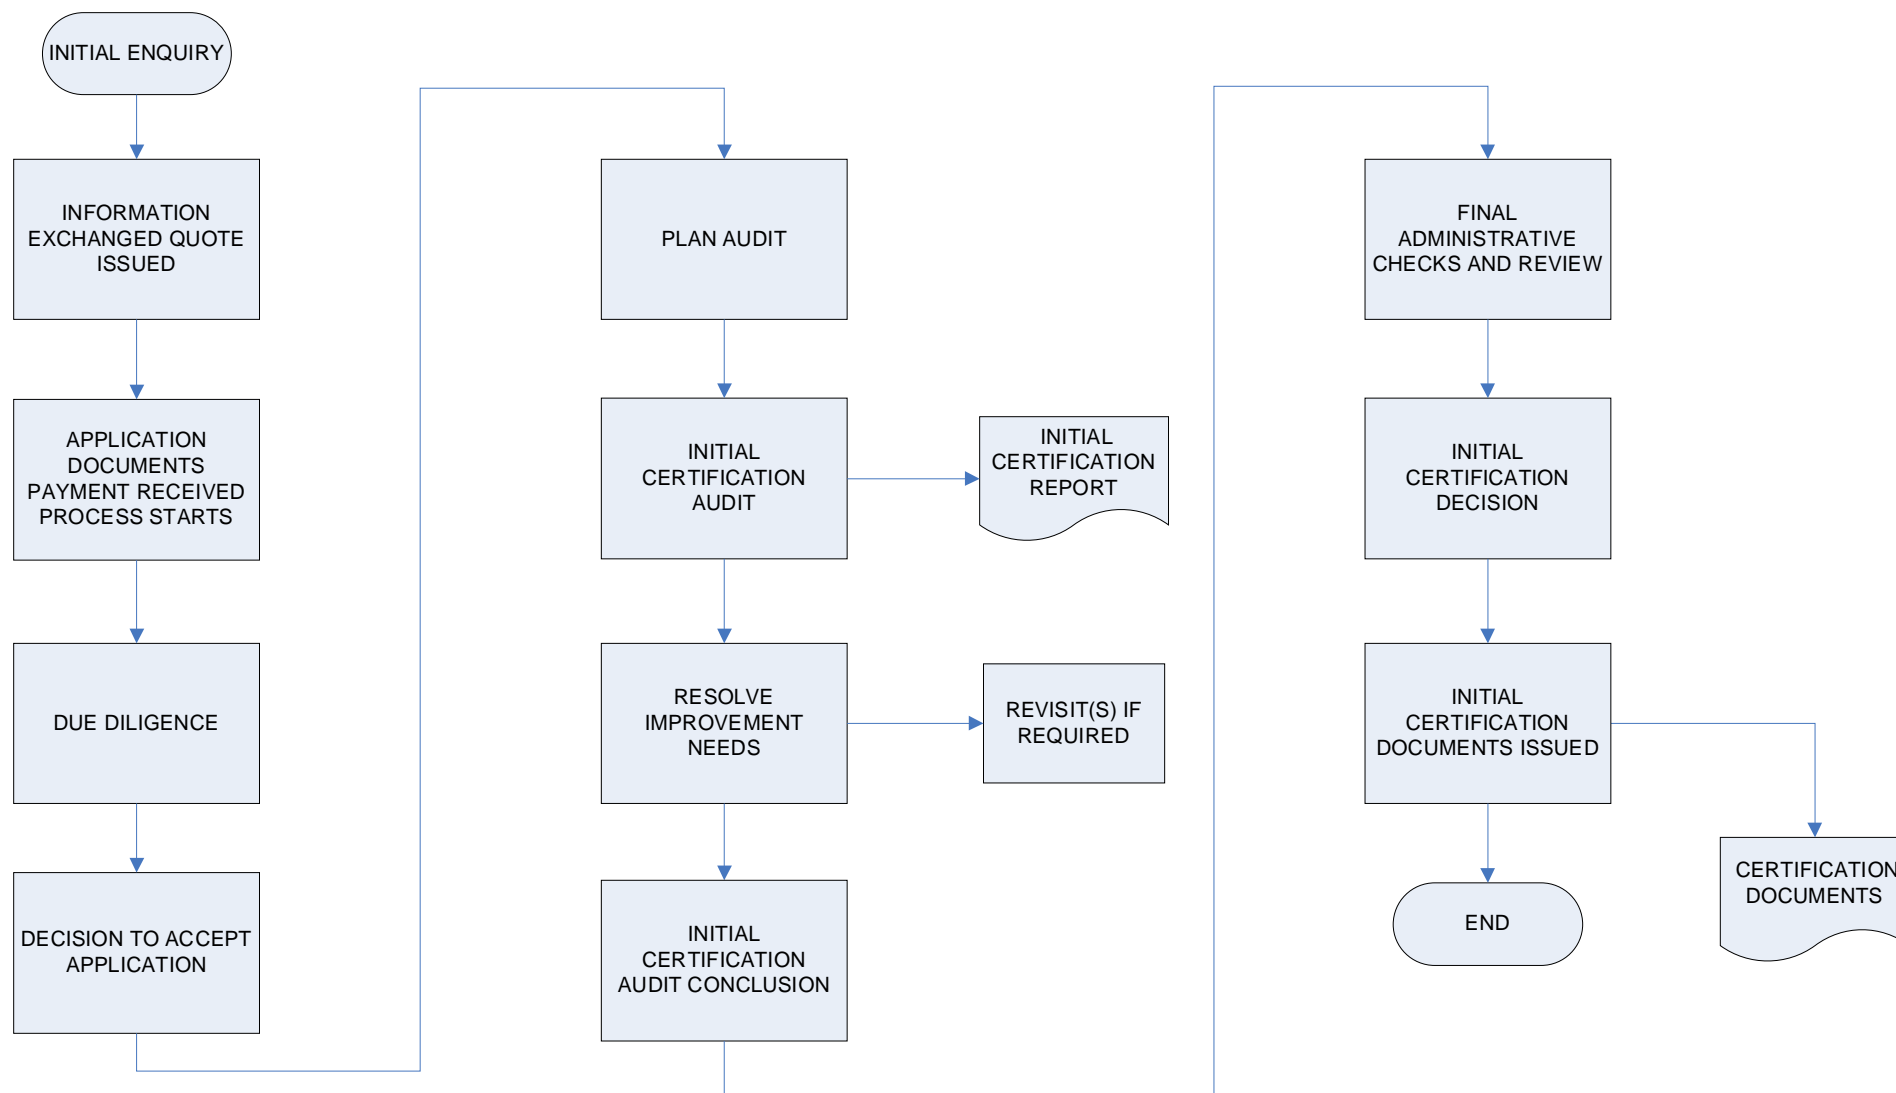 INITIAL ENQUIRY
INFORMATION
EXCHANGED QUOTE
ISSUED
APPLICATION
DOCUMENTS
PAYMENT RECEIVED
PROCESS STARTS
DUE DILIGENCE
DECISION TO ACCEPT
APPLICATION
PLAN AUDIT
INITIAL
CERTIFICATION
AUDIT
INITIAL
CERTIFICATION
REPORT
RESOLVE
IMPROVEMENT
NEEDS
REVISIT(S) IF
REQUIRED
INITIAL
CERTIFICATION
AUDIT CONCLUSION
FINAL
ADMINISTRATIVE
CHECKS AND REVIEW
INITIAL
CERTIFICATION
DECISION
INITIAL
CERTIFICATION
DOCUMENTS ISSUED
CERTIFICATION
DOCUMENTS
END